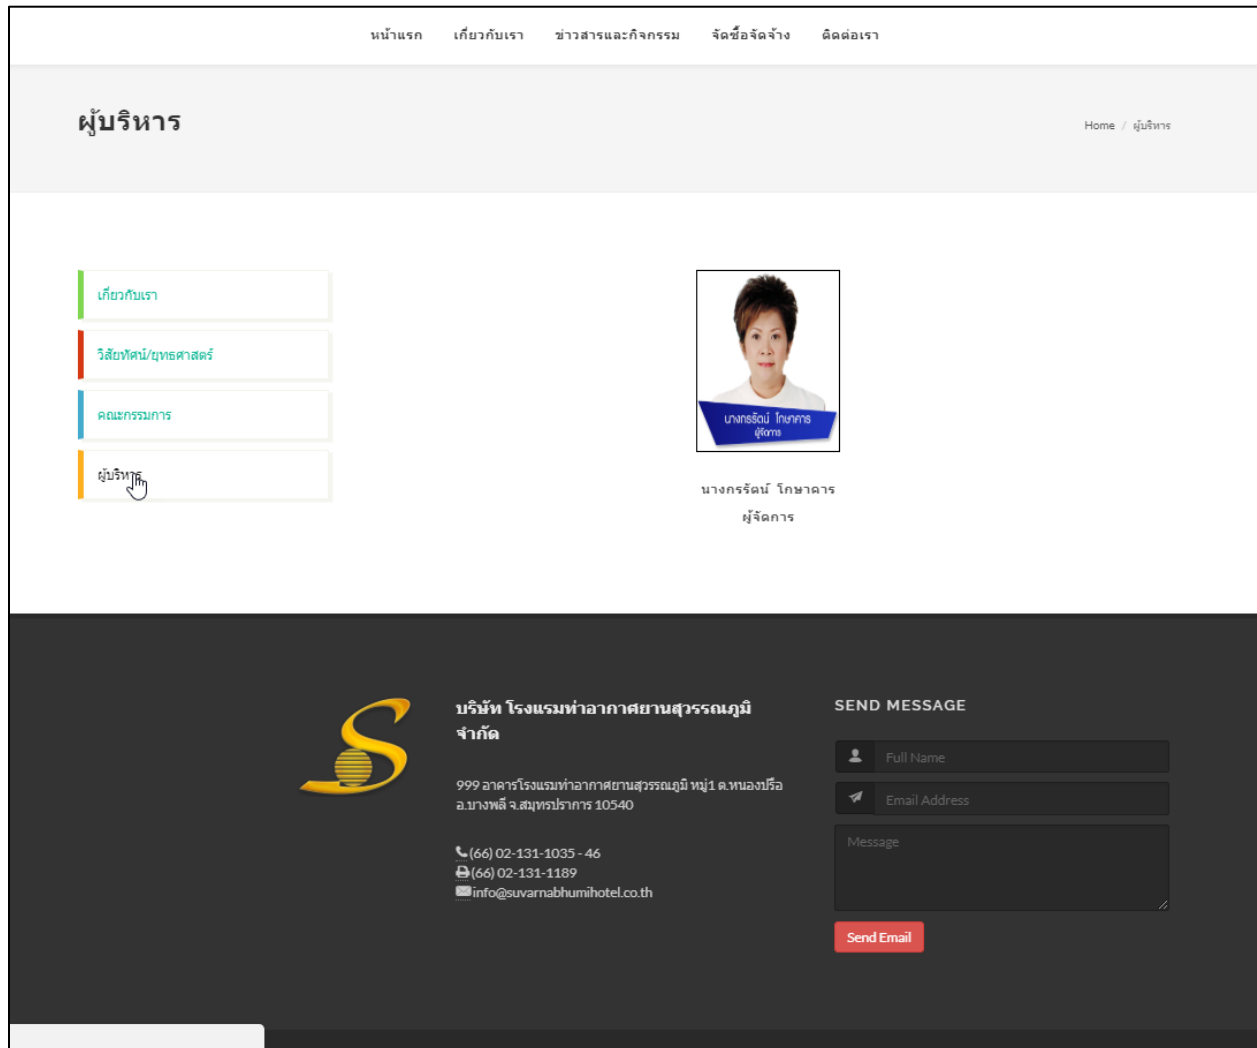 หน้าแรก เกี่ยวกับเรา ข่าวสารและกิจกรรม จัดซื้อจัดจ้าง ติดต่อเรา
ผู้บริหาร
Home / ผู้บริหาร
เกี่ยวกับเรา
วิสัยทัศน์/ยุทธศาสตร์
คณะกรรมการ
ผู้บริหาร
นางกรรัตน์ โกษาคาร
ผู้จัดการ
นางกรรัตน์ โกษาคาร
ผู้จัดการ
บริษัท โรงแรมท่าอากาศยานสุวรรณภูมิ
จำกัด
999 อาคารโรงแรมท่าอากาศยานสุวรรณภูมิ หมู่1 ต.หนองปรือ
อ.บางพลี จ.สมุทรปราการ 10540
(66) 02-131-1035 - 46
(66) 02-131-1189
info@suvarnabhumihotel.co.th
SEND MESSAGE
Full Name
Email Address
Message
Send Email